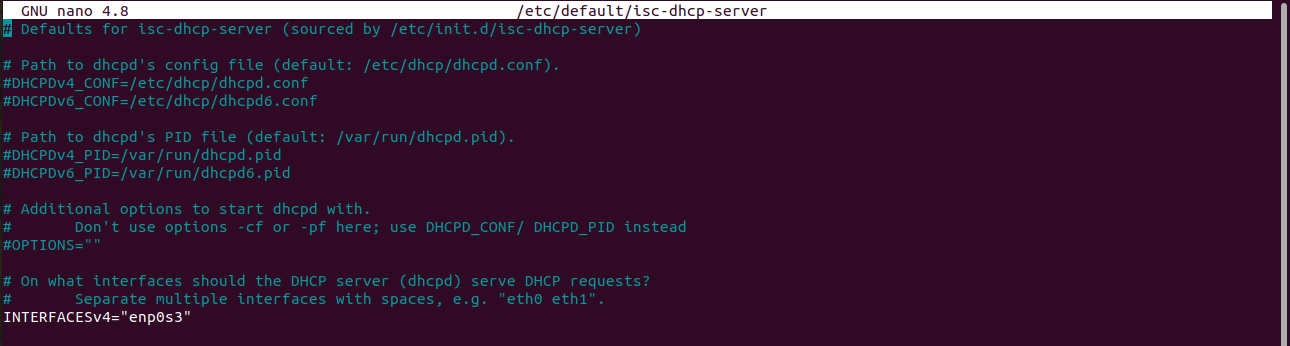 GNU nano 4.8 /etc/default/isc-dhcp-server
# Defaults for isc-dhcp-server (sourced by /etc/init.d/isc-dhcp-server)
# Path to dhcpd's config file (default: /etc/dhcp/dhcpd.conf).
#DHCPDv4_CONF=/etc/dhcp/dhcpd.conf
#DHCPDv6_CONF=/etc/dhcp/dhcpd6.conf
# Path to dhcpd's PID file (default: /var/run/dhcpd.pid).
#DHCPDv4_PID=/var/run/dhcpd.pid
#DHCPDv6_PID=/var/run/dhcpd6.pid
# Additional options to start dhcpd with.
#       Don't use options -cf or -pf here; use DHCPD_CONF/ DHCPD_PID instead
#OPTIONS=""
# On what interfaces should the DHCP server (dhcpd) serve DHCP requests?
#       Separate multiple interfaces with spaces, e.g. "eth0 eth1".
INTERFACESv4="enp0s3"